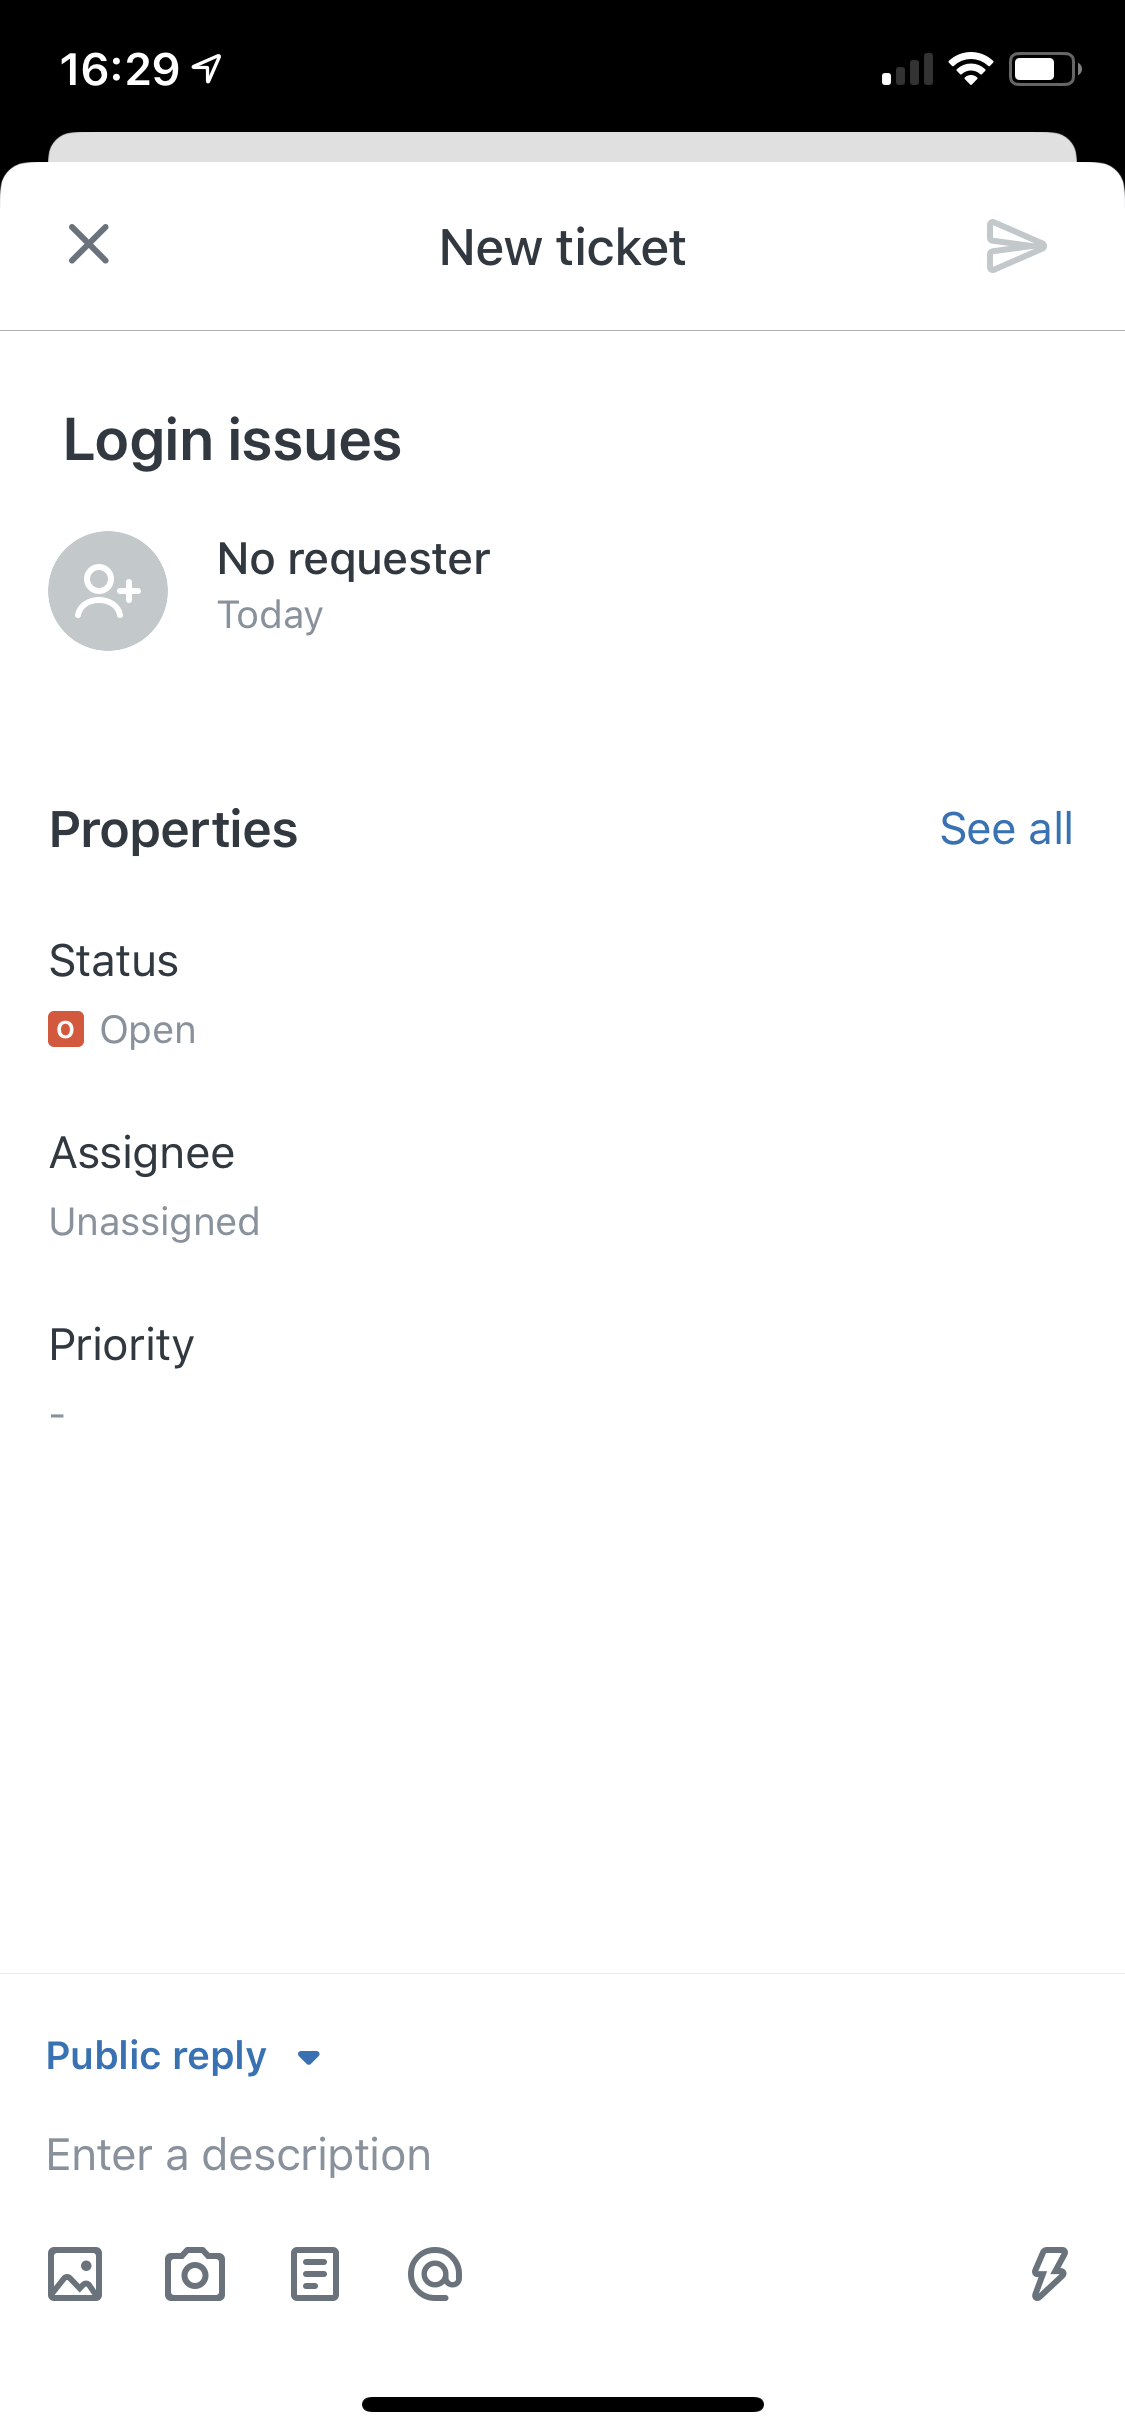 16:29
New ticket
Login issues
No requester
Today
Properties
See all
Status
O Open
Assignee
Unassigned
Priority
-
Public reply
Enter a description